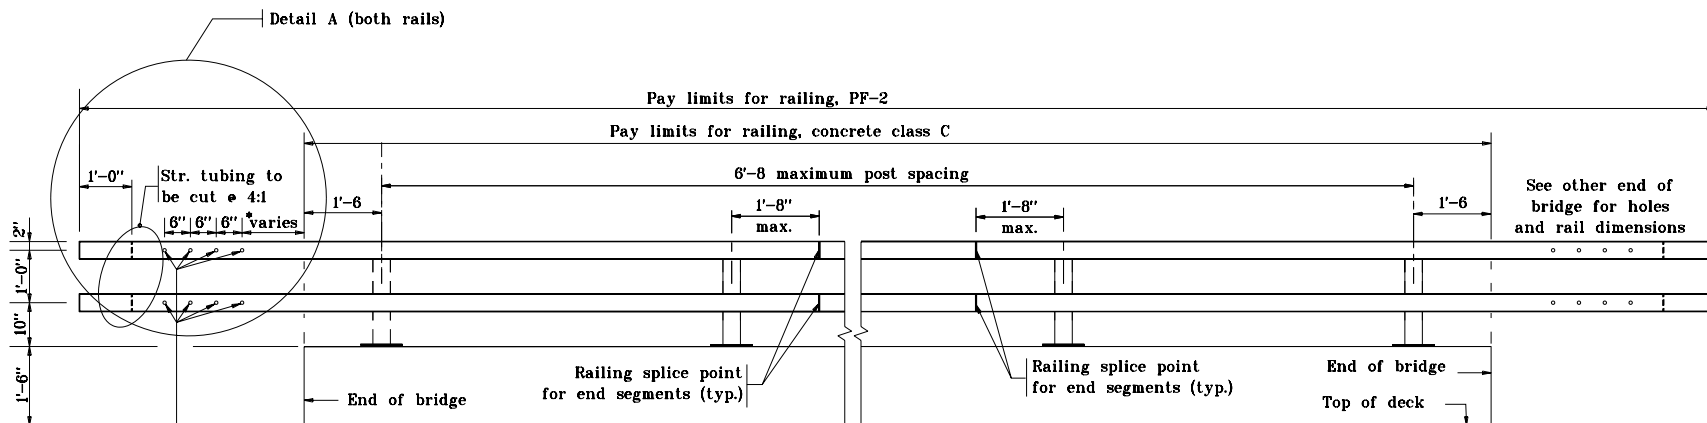 Detail A (both rails)
Pay limits for railing, PF-2
Pay limits for railing, concrete class C
1'-0"
Str. tubing to
be cut @ 4:1
6'-8 maximum post spacing
See other end of
bridge for holes
and rail dimensions
6" 6" 6" *varies
1'-6
1'-8"
max.
1'-8"
max.
1'-6
2"
1'-0"
10"
1'-6"
Railing splice point
for end segments (typ.)
Railing splice point
for end segments (typ.)
End of bridge
End of bridge
Top of deck